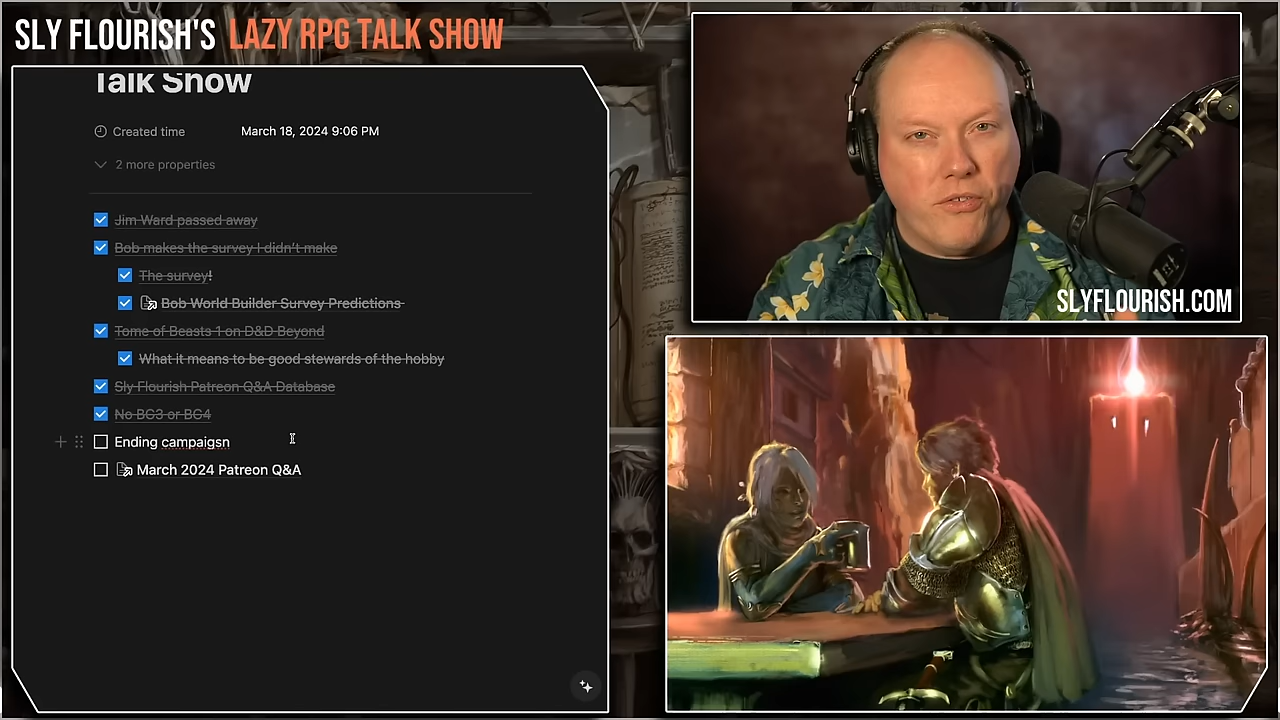 SLY FLOURISH'S LAZY RPG TALK SHOW
Talk Show
Created time March 18, 2024 9:06 PM
2 more properties
Jim Ward passed away
Bob makes the survey I didn't make
The survey!
Bob World Builder Survey Predictions
Tome of Beasts 1 on D&D Beyond
What it means to be good stewards of the hobby
Sly Flourish Patreon Q&A Database
No BG3 or BG4
Ending campaigsn
March 2024 Patreon Q&A
SLYFLOURISH.COM